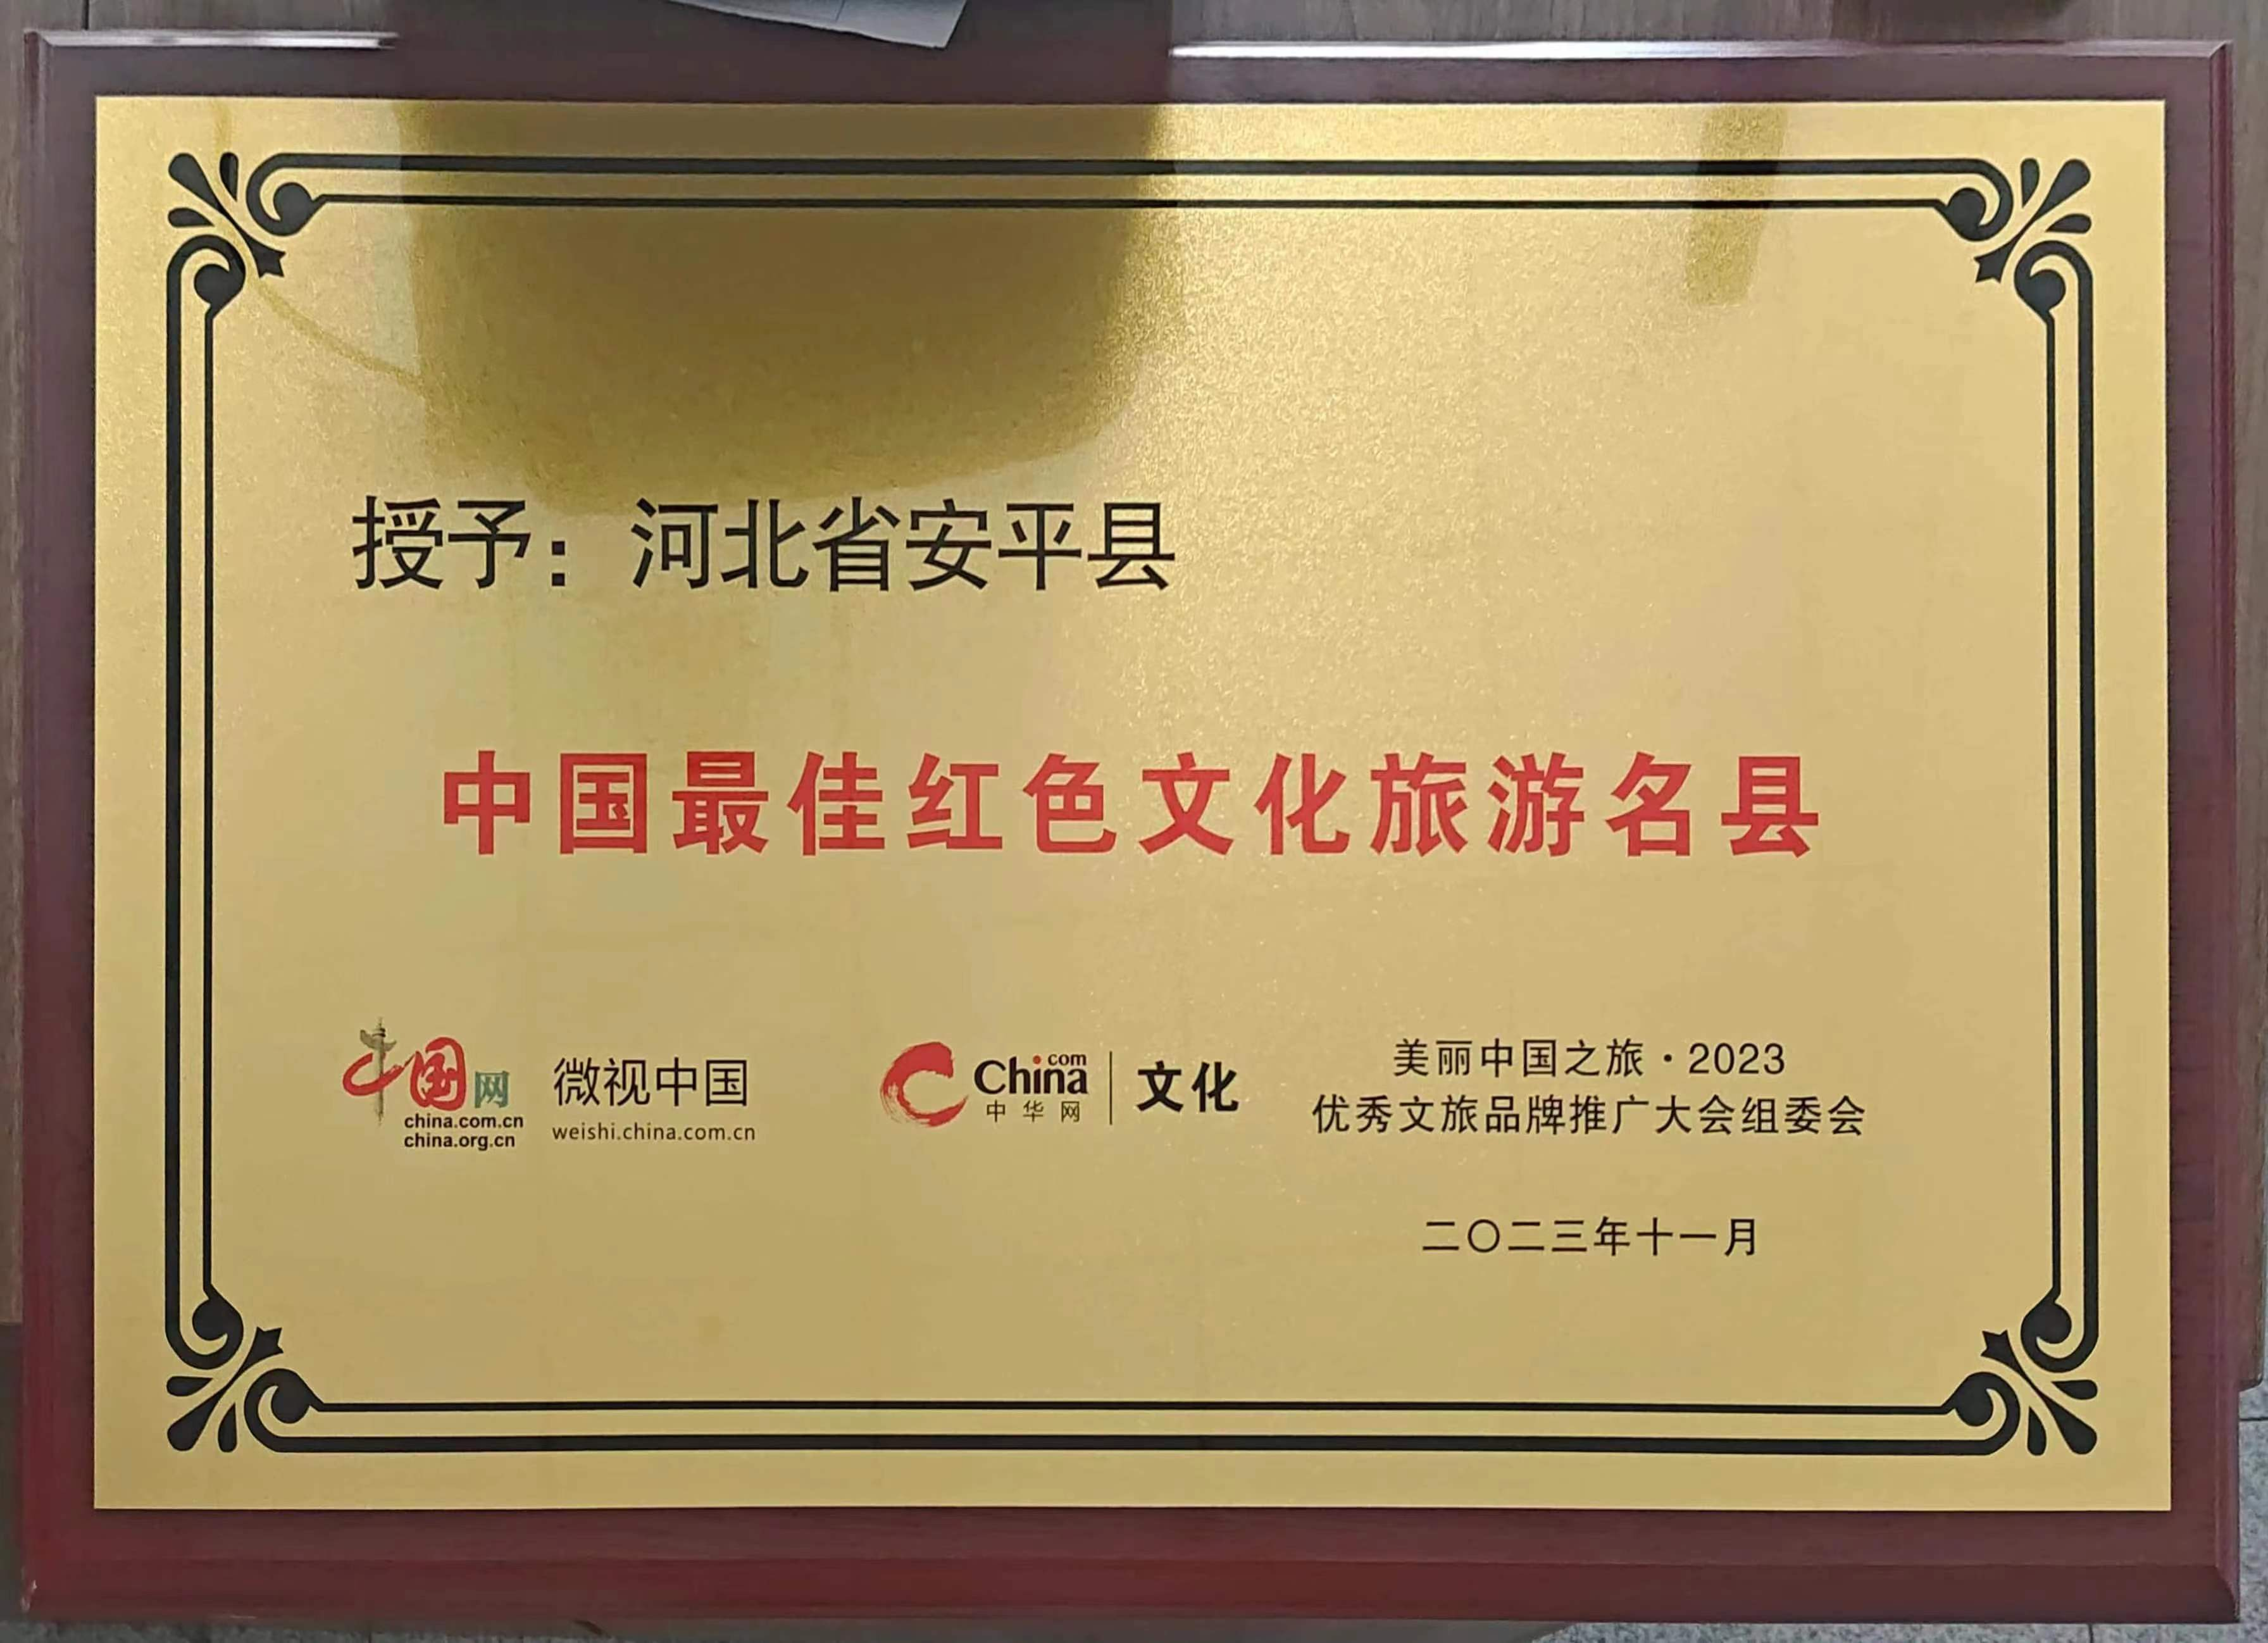 授予：河北省安平县
中国最佳红色文化旅游名县
中国网
china.com.cn
china.org.cn
微视中国
weishi.china.com.cn
China.com
中华网
文化
美丽中国之旅·2023
优秀文旅品牌推广大会组委会
二〇二三年十一月